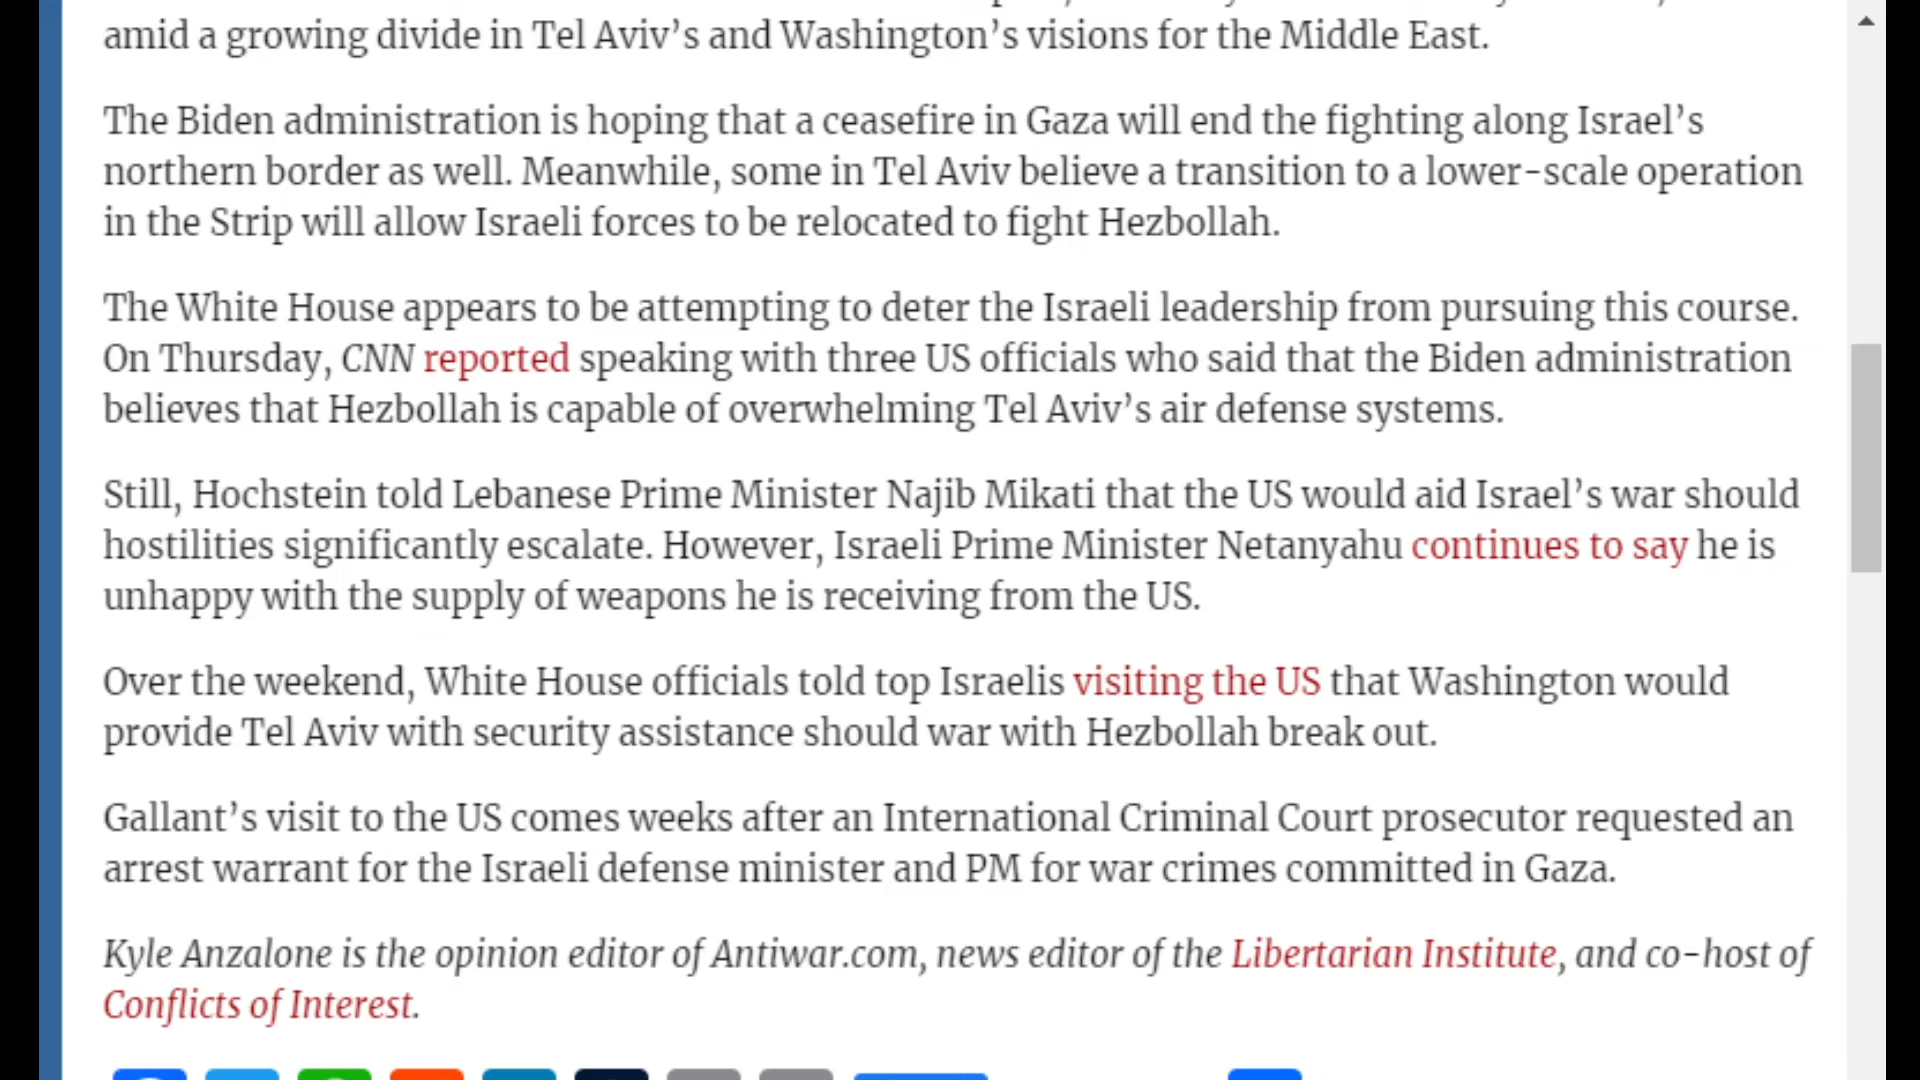 amid a growing divide in Tel Aviv’s and Washington’s visions for the Middle East.
The Biden administration is hoping that a ceasefire in Gaza will end the fighting along Israel’s
northern border as well. Meanwhile, some in Tel Aviv believe a transition to a lower-scale operation
in the Strip will allow Israeli forces to be relocated to fight Hezbollah.
The White House appears to be attempting to deter the Israeli leadership from pursuing this course.
On Thursday, CNN reported speaking with three US officials who said that the Biden administration
believes that Hezbollah is capable of overwhelming Tel Aviv’s air defense systems.
Still, Hochstein told Lebanese Prime Minister Najib Mikati that the US would aid Israel’s war should
hostilities significantly escalate. However, Israeli Prime Minister Netanyahu continues to say he is
unhappy with the supply of weapons he is receiving from the US.
Over the weekend, White House officials told top Israelis visiting the US that Washington would
provide Tel Aviv with security assistance should war with Hezbollah break out.
Gallant’s visit to the US comes weeks after an International Criminal Court prosecutor requested an
arrest warrant for the Israeli defense minister and PM for war crimes committed in Gaza.
Kyle Anzalone is the opinion editor of Antiwar.com, news editor of the Libertarian Institute, and co-host of
Conflicts of Interest.